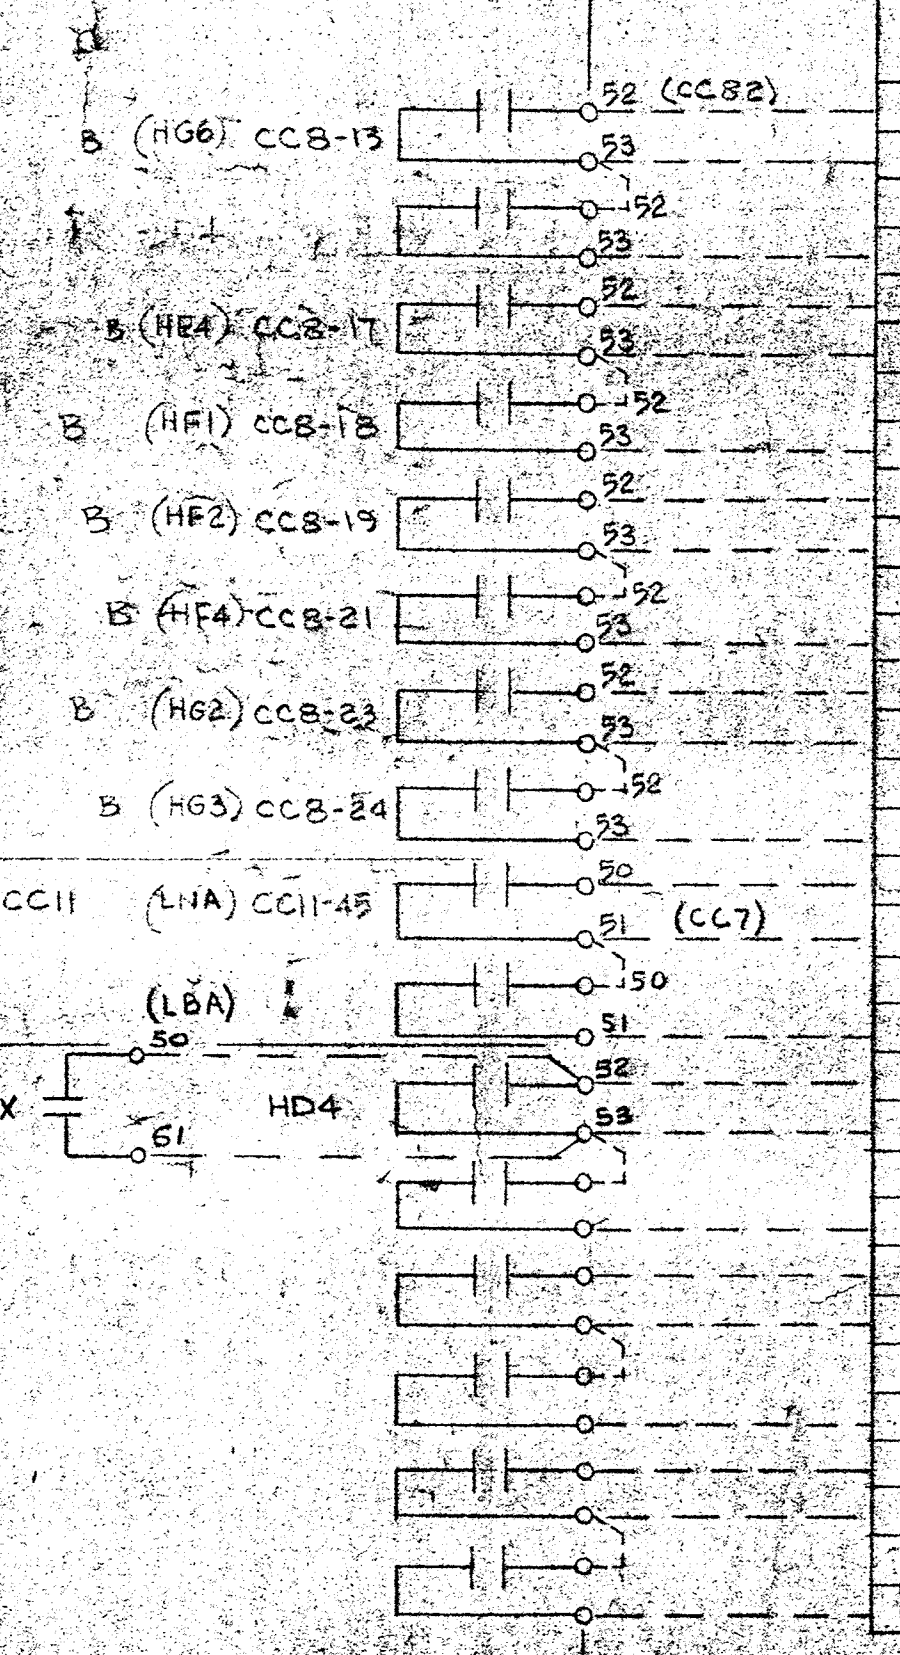 52 (CC82)
B (HG6) CC8-13
53
52
53
52
B (HE4) CC8-17
53
52
B (HF1) CC8-18
53
52
B (HF2) CC8-19
53
52
B (HF4) CC8-21
53
52
B (HG2) CC8-23
53
52
B (HG3) CC8-24
53
50
CC11 (LNA) CC11-45
51 (CC7)
50
(LBA)
51
50
52
X HD4
53
51